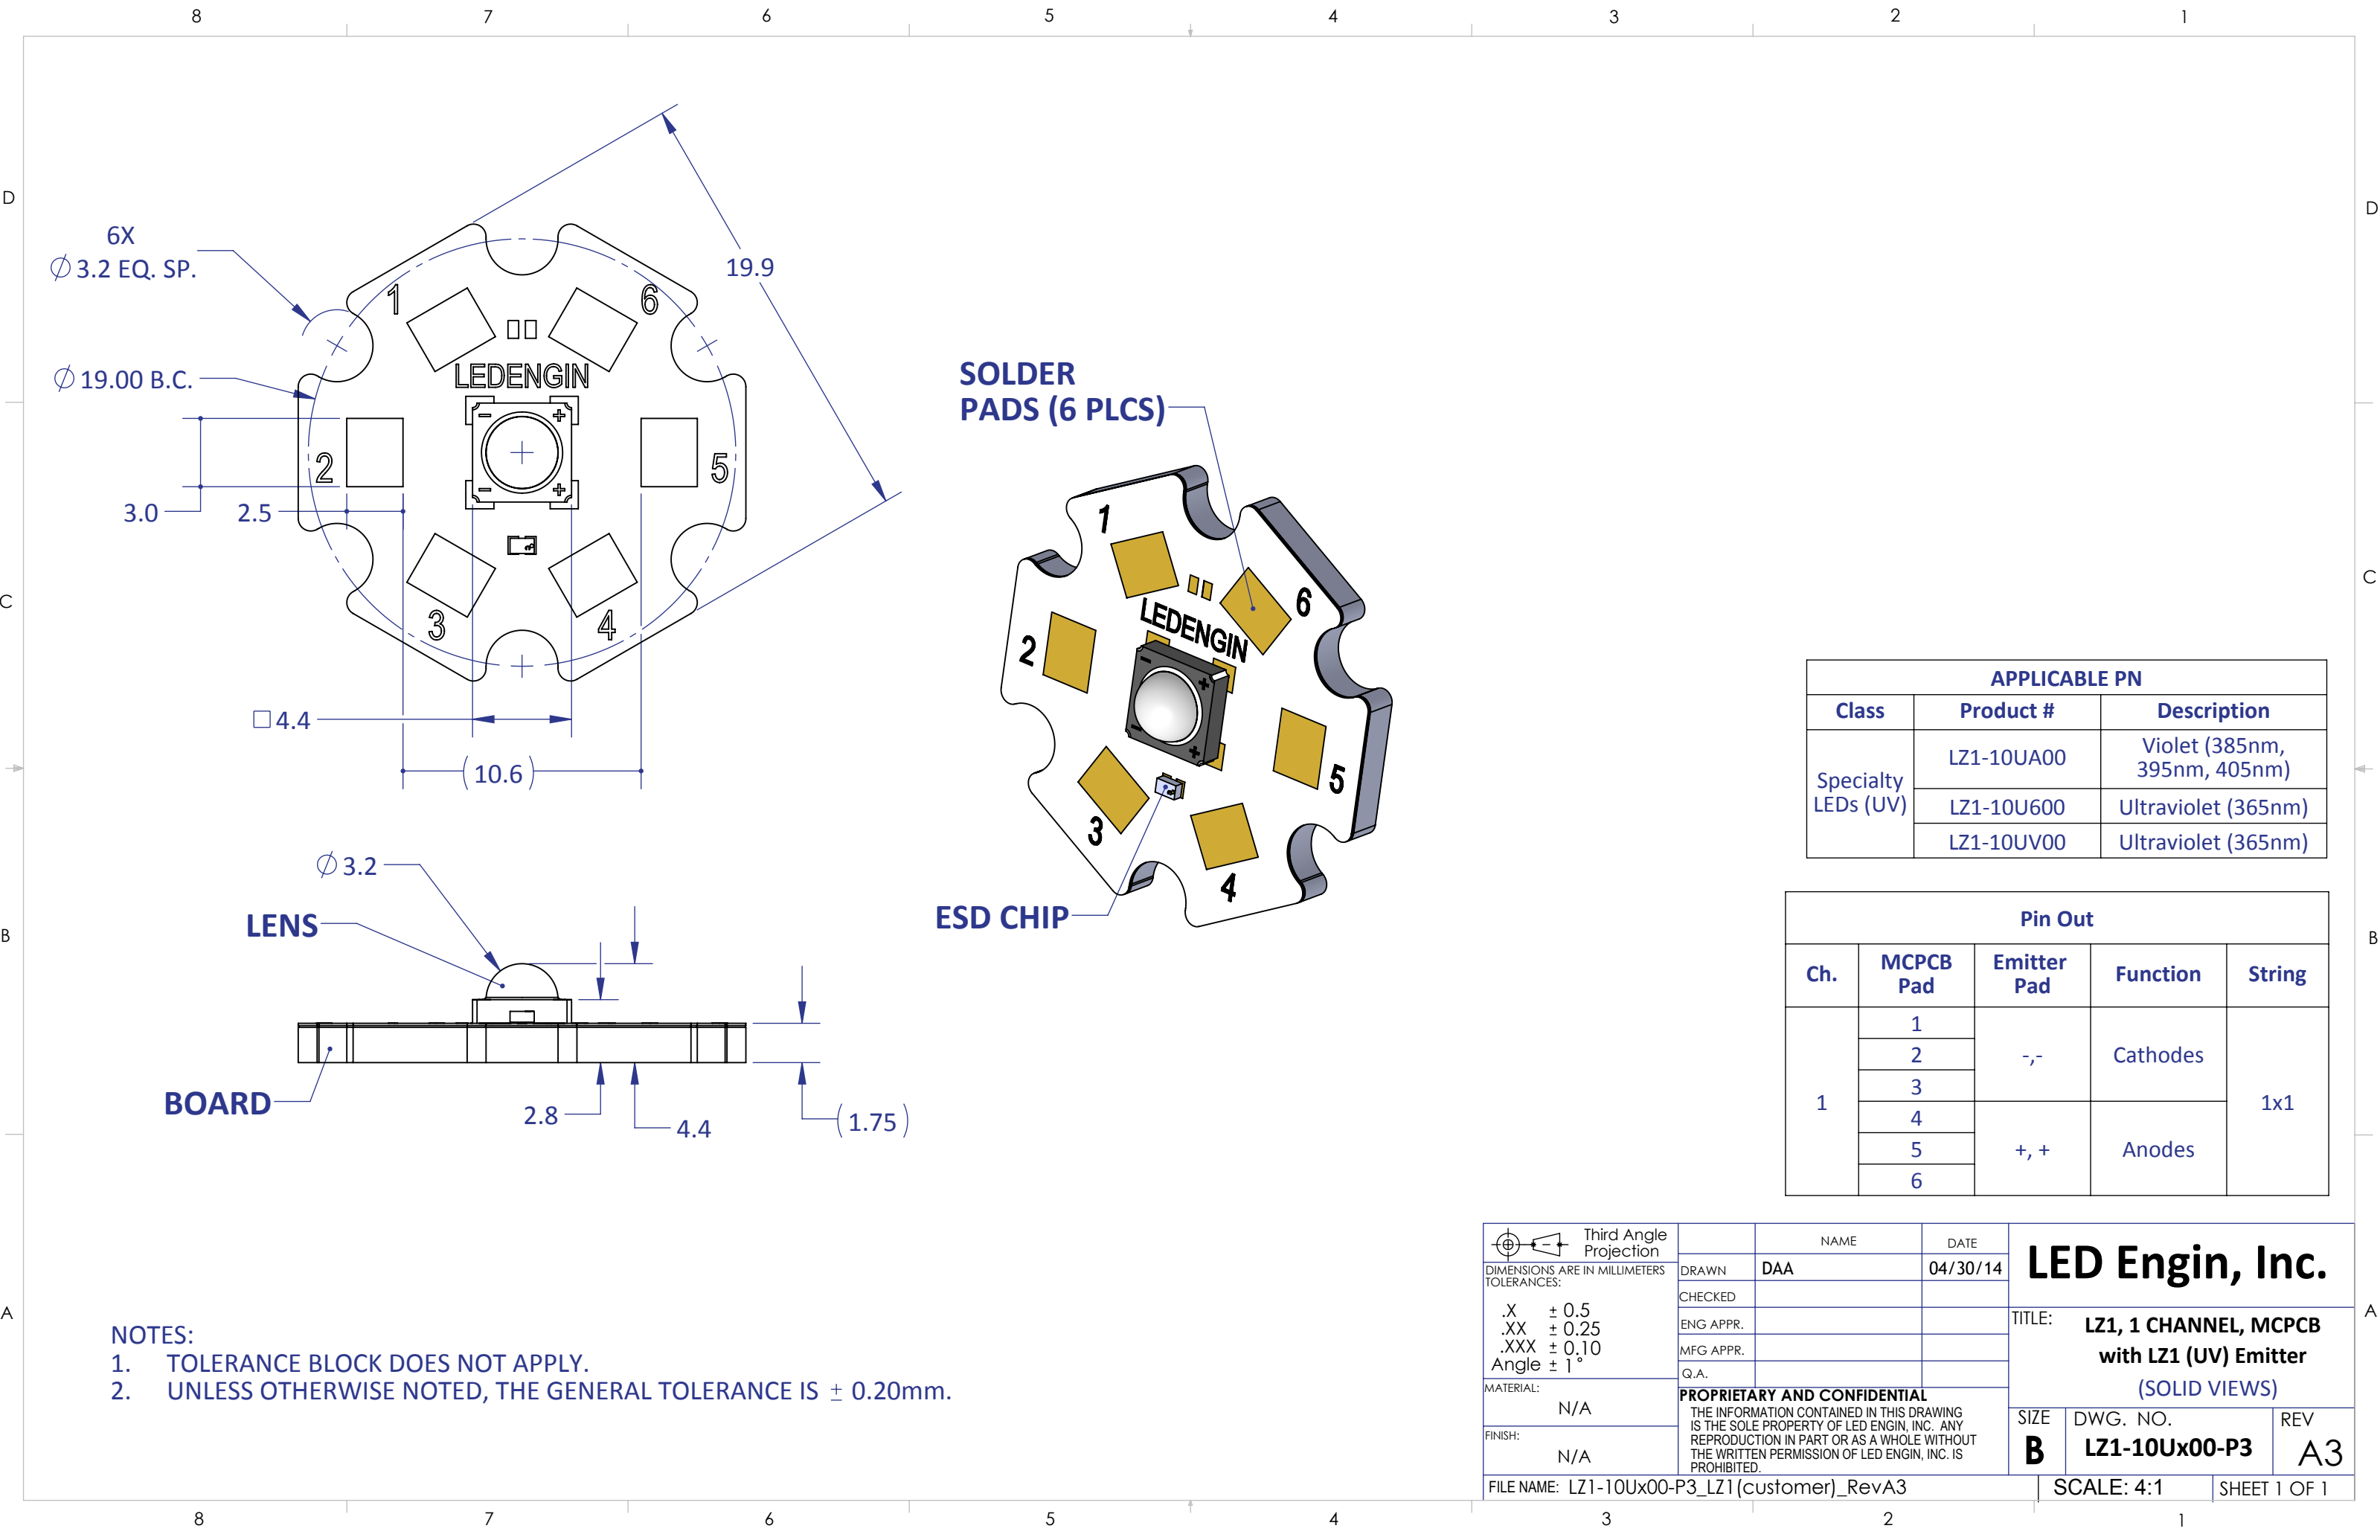 8 7 6 5 4 3 2 1
D
D
6X
∅ 3.2 EQ. SP.
∅ 19.00 B.C.
19.9
1
6
LEDENGIN
- +
- +
2
5
3
4
3.0
2.5
□ 4.4
(10.6)
C
C
SOLDER
PADS (6 PLCS)
1
6
LEDENGIN
2
5
3
4
ESD CHIP
∅ 3.2
LENS
BOARD
2.8
4.4
(1.75)
B
B
APPLICABLE PN
Class Product # Description
Specialty
LEDs (UV)
LZ1-10UA00 Violet (385nm,
395nm, 405nm)
LZ1-10U600 Ultraviolet (365nm)
LZ1-10UV00 Ultraviolet (365nm)
Pin Out
Ch. MCPCB
Pad
Emitter
Pad
Function String
1
1
2
3
-,- Cathodes
4
5
6
+, + Anodes
1x1
A
A
NOTES:
1. TOLERANCE BLOCK DOES NOT APPLY.
2. UNLESS OTHERWISE NOTED, THE GENERAL TOLERANCE IS ± 0.20mm.
Third Angle
Projection
DIMENSIONS ARE IN MILLIMETERS
TOLERANCES:
.X ± 0.5
.XX ± 0.25
.XXX ± 0.10
Angle ± 1°
MATERIAL:
N/A
FINISH:
N/A
NAME DATE
DRAWN DAA 04/30/14
CHECKED
ENG APPR.
MFG APPR.
Q.A.
PROPRIETARY AND CONFIDENTIAL
THE INFORMATION CONTAINED IN THIS DRAWING
IS THE SOLE PROPERTY OF LED ENGIN, INC. ANY
REPRODUCTION IN PART OR AS A WHOLE WITHOUT
THE WRITTEN PERMISSION OF LED ENGIN, INC. IS
PROHIBITED.
LED Engin, Inc.
TITLE: LZ1, 1 CHANNEL, MCPCB
with LZ1 (UV) Emitter
(SOLID VIEWS)
SIZE
B
DWG. NO.
LZ1-10Ux00-P3
REV
A3
FILE NAME: LZ1-10Ux00-P3_LZ1(customer)_RevA3
SCALE: 4:1
SHEET 1 OF 1
8 7 6 5 4 3 2 1